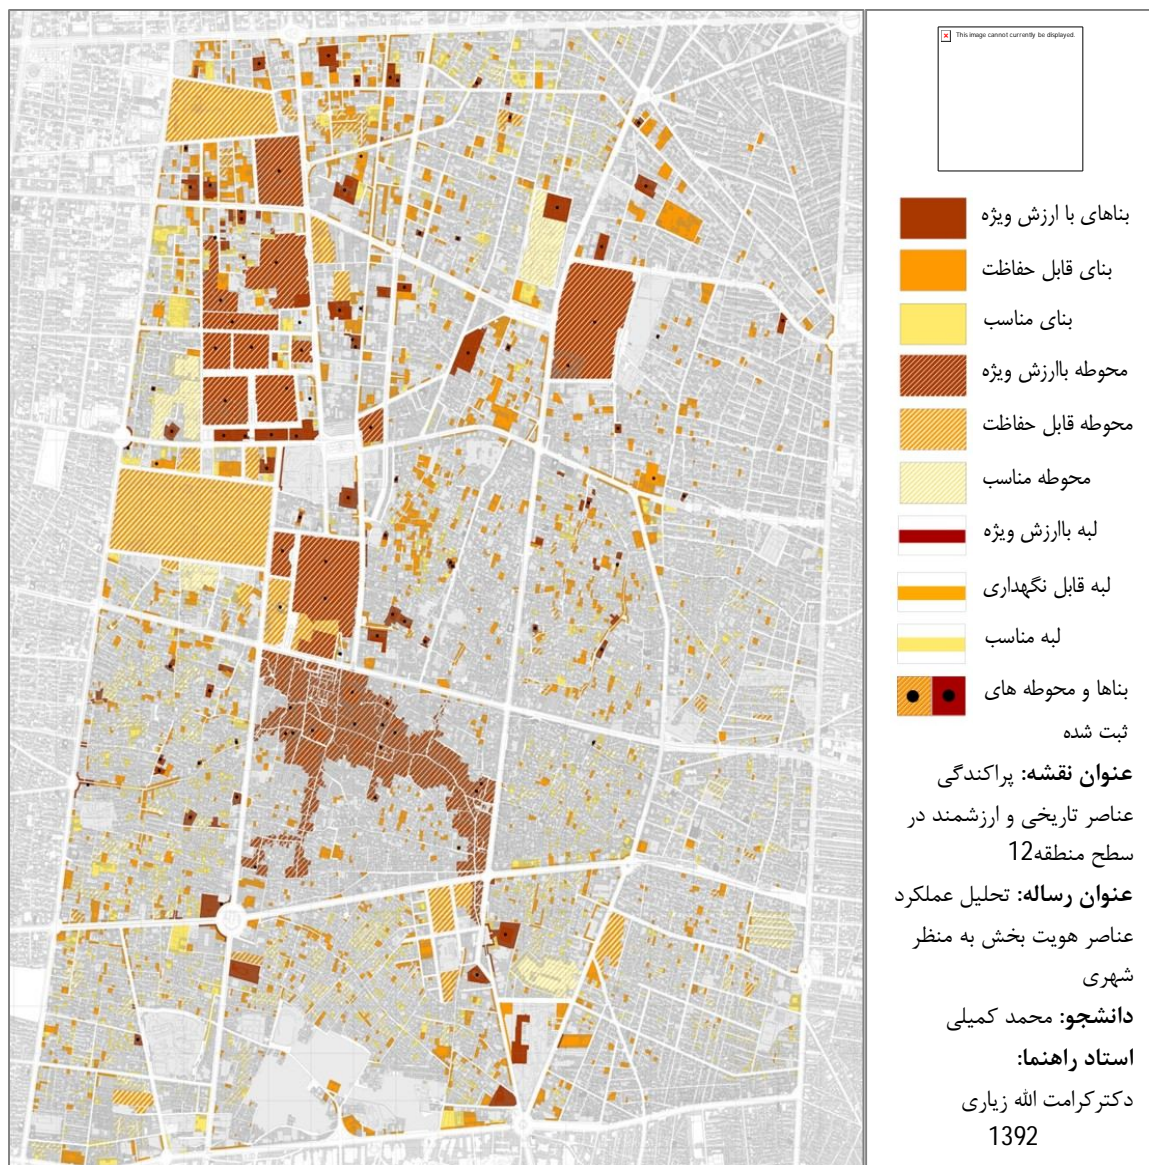 This image cannot currently be displayed.
بناهای با ارزش ویژه
بنای قابل حفاظت
بنای مناسب
محوطه باارزش ویژه
محوطه قابل حفاظت
محوطه مناسب
لبه باارزش ویژه
لبه قابل نگهداری
لبه مناسب
بناها و محوطه های
ثبت شده
عنوان نقشه: پراکندگی
عناصر تاریخی و ارزشمند در
سطح منطقه12
عنوان رساله: تحلیل عملکرد
عناصر هویت بخش به منظر
شهری
دانشجو: محمد کمیلی
استاد راهنما:
دکترکرامت الله زیاری
1392